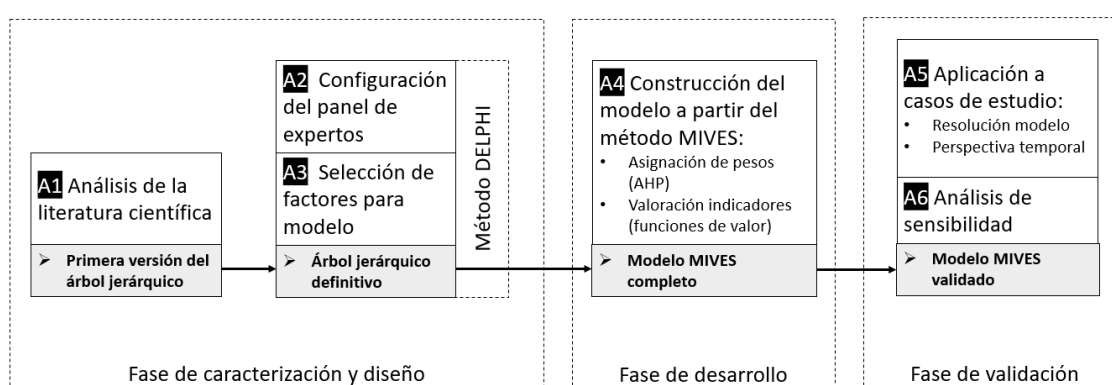 A1 Análisis de la
literatura científica
➢ Primera versión del
árbol jerárquico
A2 Configuración
del panel de
expertos
A3 Selección de
factores para
modelo
➢ Árbol jerárquico
definitivo
Método DELPHI
Fase de caracterización y diseño
A4 Construcción del
modelo a partir del
método MIVES:
• Asignación de pesos
(AHP)
• Valoración indicadores
(funciones de valor)
➢ Modelo MIVES
completo
Fase de desarrollo
A5 Aplicación a
casos de estudio:
• Resolución modelo
• Perspectiva temporal
A6 Análisis de
sensibilidad
➢ Modelo MIVES
validado
Fase de validación